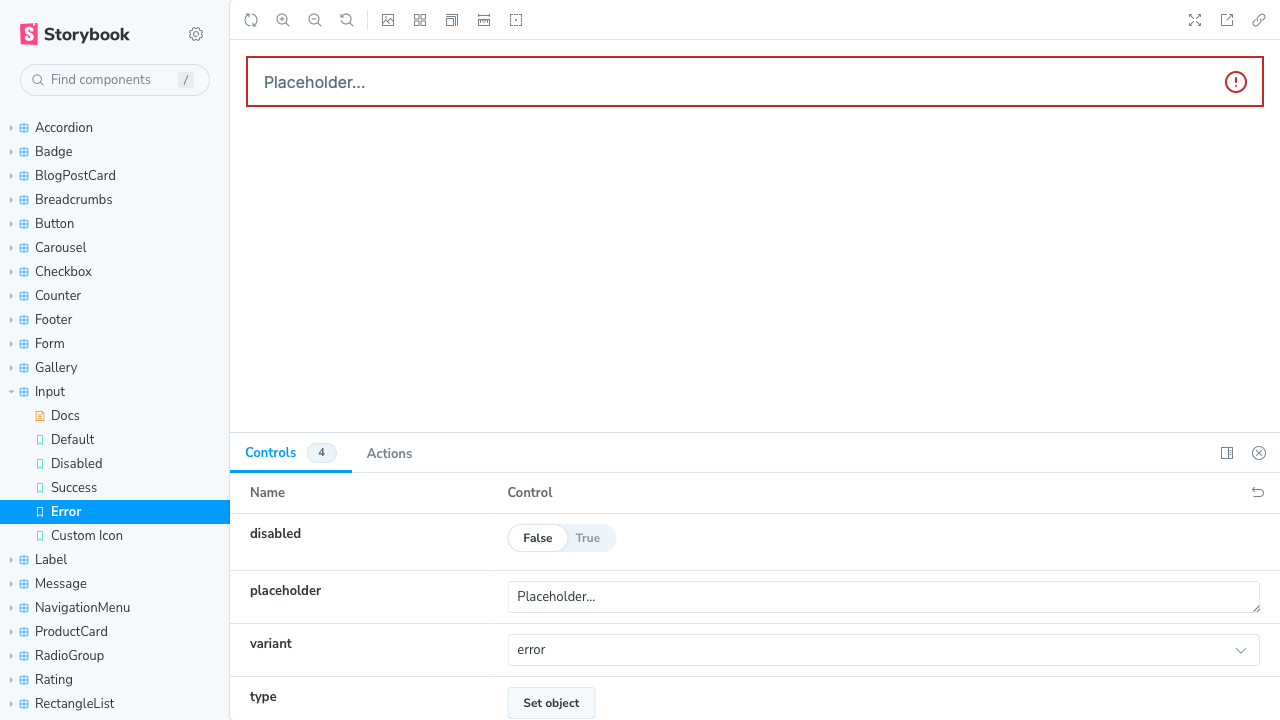 Storybook
Find components /
Accordion
Badge
BlogPostCard
Breadcrumbs
Button
Carousel
Checkbox
Counter
Footer
Form
Gallery
Input
Docs
Default
Disabled
Success
Error
Custom Icon
Label
Message
NavigationMenu
ProductCard
RadioGroup
Rating
RectangleList
Placeholder...
Controls 4 Actions
Name Control
disabled False True
placeholder Placeholder...
variant error
type Set object